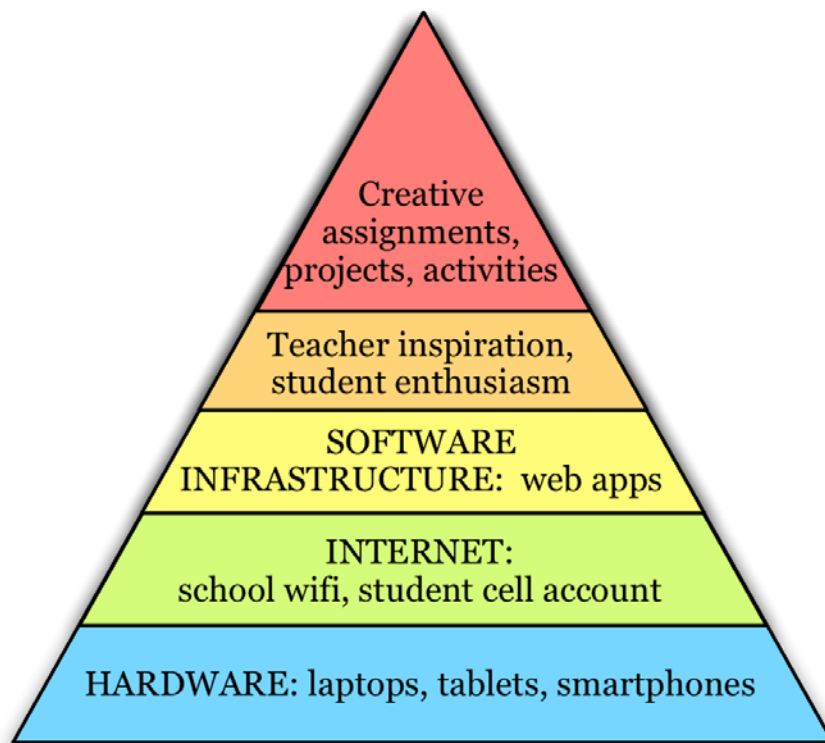 Creative
assignments,
projects, activities
Teacher inspiration,
student enthusiasm
SOFTWARE
INFRASTRUCTURE: web apps
INTERNET:
school wifi, student cell account
HARDWARE: laptops, tablets, smartphones